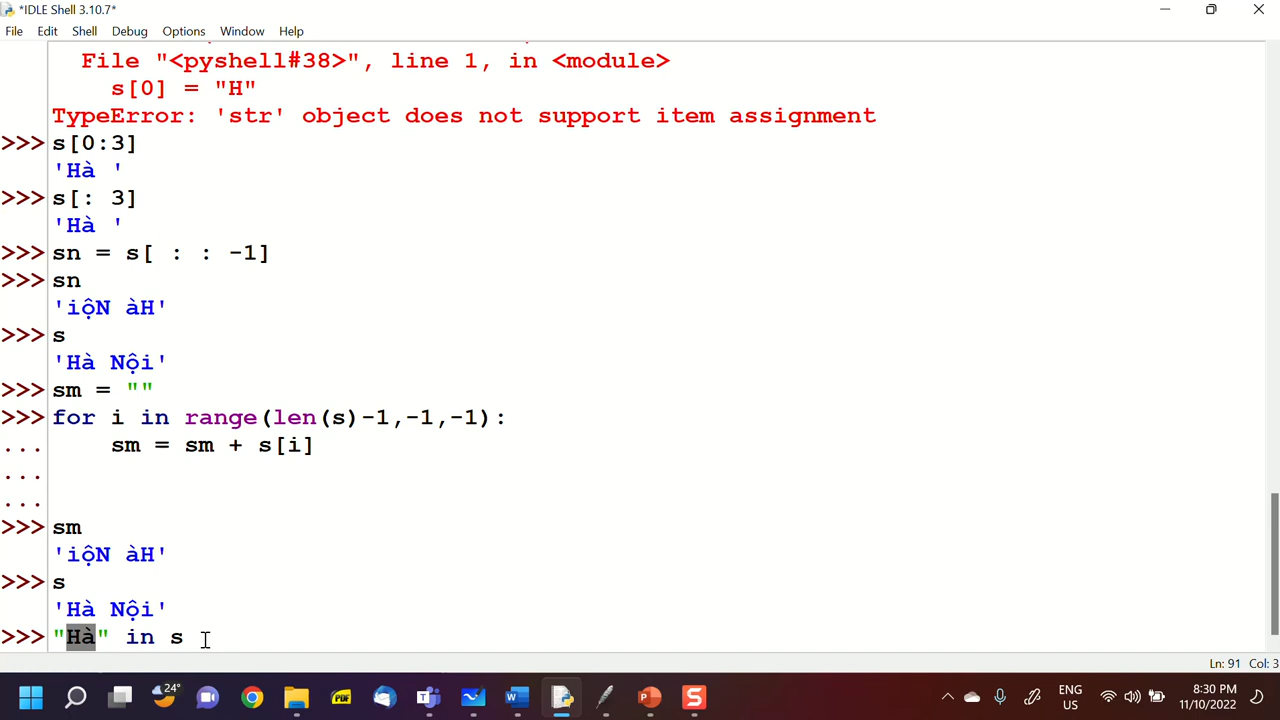 *IDLE Shell 3.10.7*
File Edit Shell Debug Options Window Help
File "<pyshell#38>", line 1, in <module>
s[0] = "H"
TypeError: 'str' object does not support item assignment
>>> s[0:3]
'Hà '
>>> s[: 3]
'Hà '
>>> sn = s[ : : -1]
>>> sn
'iộN àH'
>>> s
'Hà Nội'
>>> sm = ""
>>> for i in range(len(s)-1,-1,-1):
... sm = sm + s[i]
...
...
>>> sm
'iộN àH'
>>> s
'Hà Nội'
>>> "Hà" in s
Ln: 91 Col: 3
24°
PDF
W
P
S
ENG
US
8:30 PM
11/10/2022